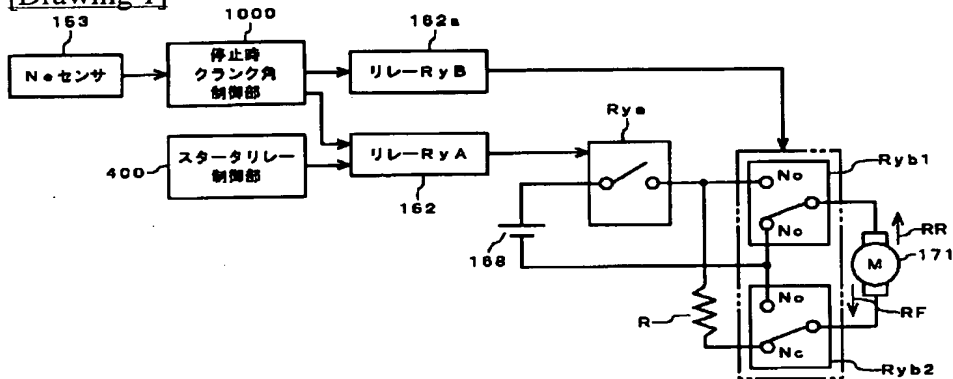 [Drawing 1]
163
1000
162a
Neセンサ
停止時
クランク角
制御部
リレーRyB
Rya
400
スタータリレー
制御部
リレーRyA
162
168
No
No
Ryb1
RR
M
171
R
No
Nc
RF
Ryb2